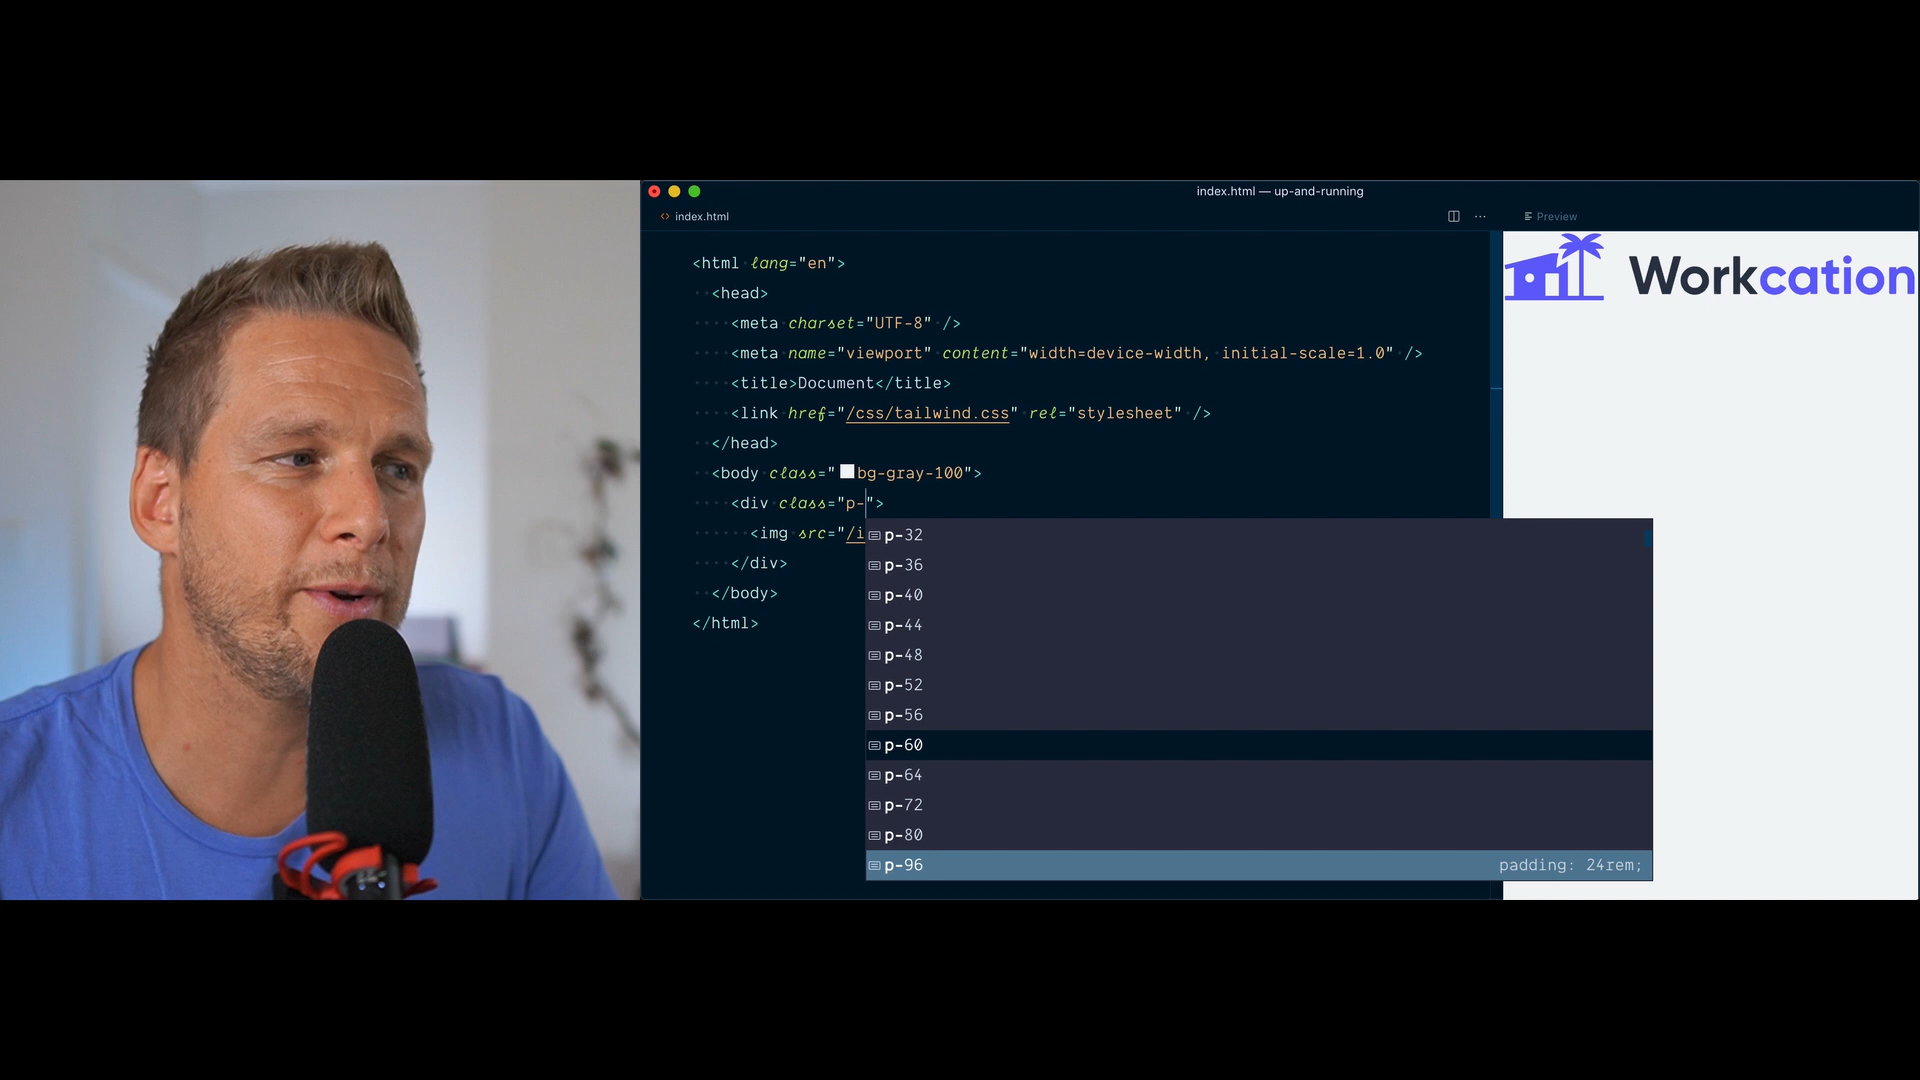 index.html — up-and-running
index.html
Preview
<html lang="en">
<head>
<meta charset="UTF-8" />
<meta name="viewport" content="width=device-width, initial-scale=1.0" />
<title>Document</title>
<link href="/css/tailwind.css" rel="stylesheet" />
</head>
<body class="bg-gray-100">
<div class="p-">
<img src="/i
</div>
</body>
</html>
p-32
p-36
p-40
p-44
p-48
p-52
p-56
p-60
p-64
p-72
p-80
p-96 padding: 24rem;
Workcation